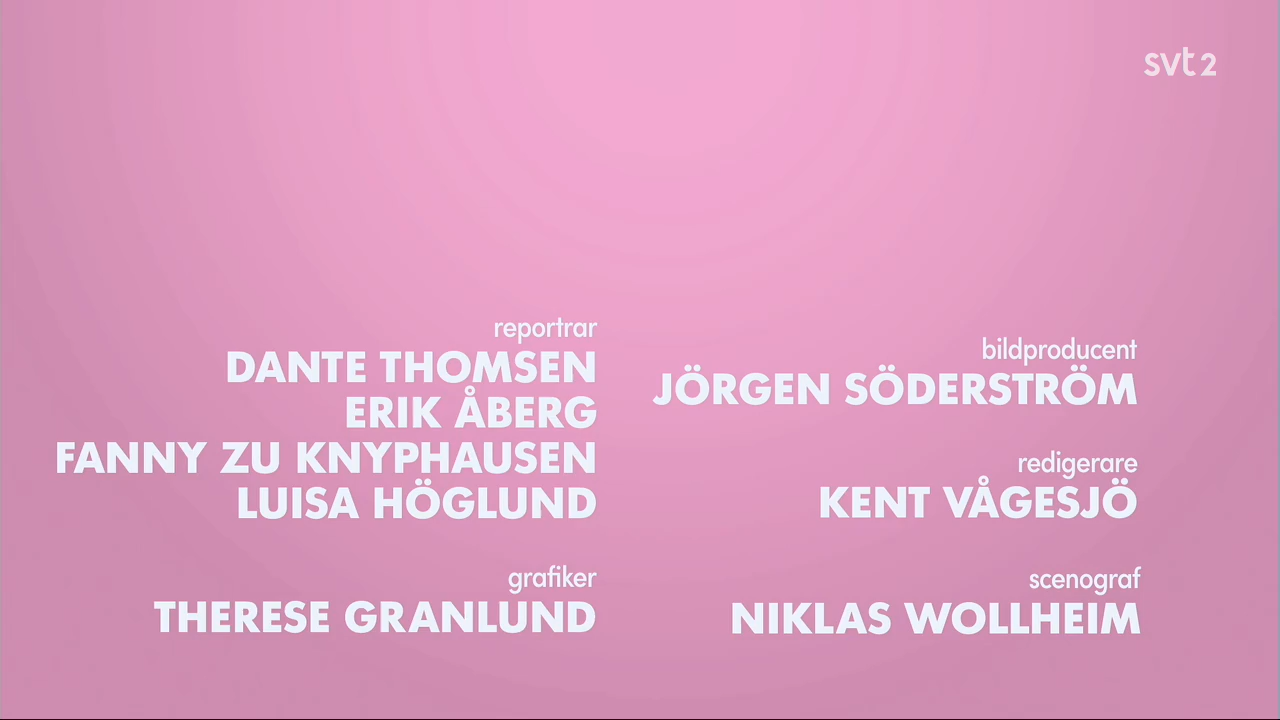 svt2
reportrar
DANTE THOMSEN
ERIK ÅBERG
FANNY ZU KNYPHAUSEN
LUISA HÖGLUND
grafiker
THERESE GRANLUND
bildproducent
JÖRGEN SÖDERSTRÖM
redigerare
KENT VÅGESJÖ
scenograf
NIKLAS WOLLHEIM